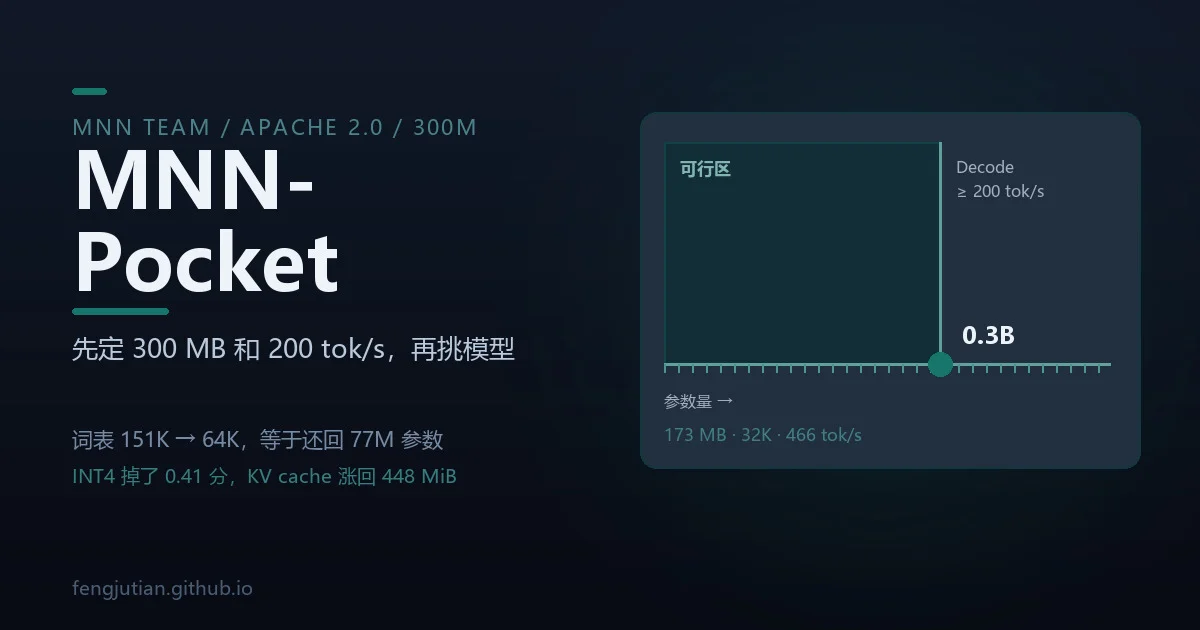 MNN TEAM / APACHE 2.0 / 300M
MNN-
Pocket
先定 300 MB 和 200 tok/s，再挑模型
词表 151K → 64K，等于还回 77M 参数
INT4 掉了 0.41 分，KV cache 涨回 448 MiB
fengjutian.github.io
可行区
Decode
≥ 200 tok/s
0.3B
参数量 →
173 MB · 32K · 466 tok/s